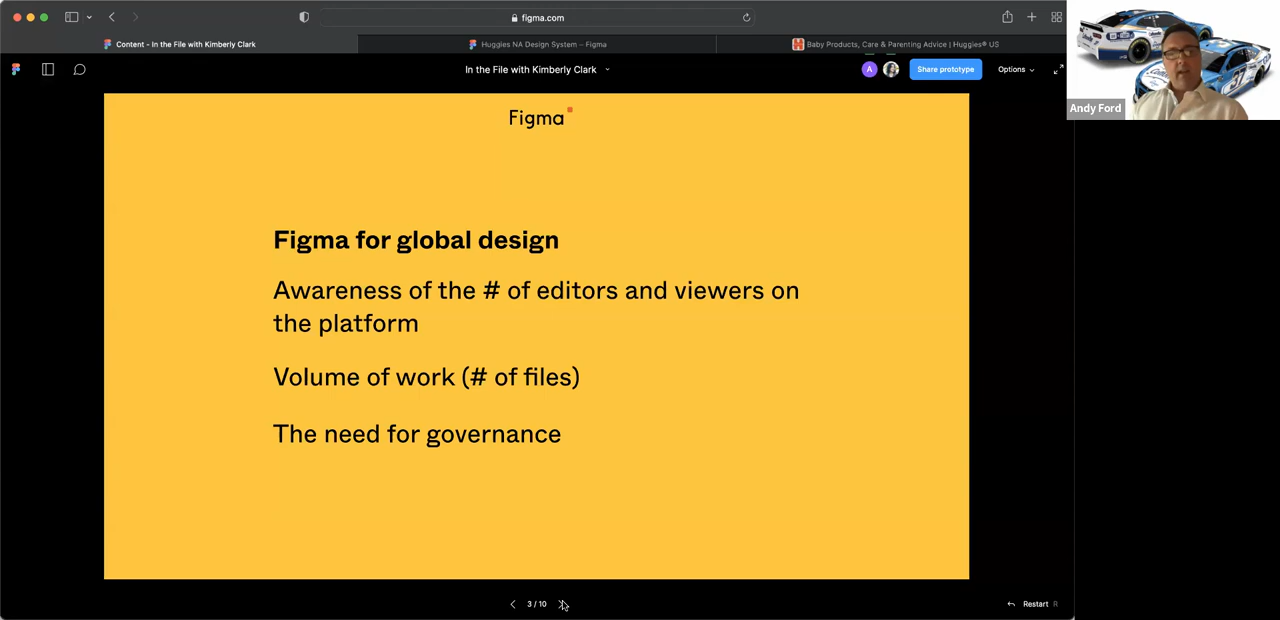 figma.com
Content - In the File with Kimberly Clark
Huggies NA Design System – Figma
Baby Products, Care & Parenting Advice | Huggies® US
In the File with Kimberly Clark
A
Share prototype
Options
Andy Ford
Figma
Figma for global design
Awareness of the # of editors and viewers on
the platform
Volume of work (# of files)
The need for governance
3 / 10
Restart R